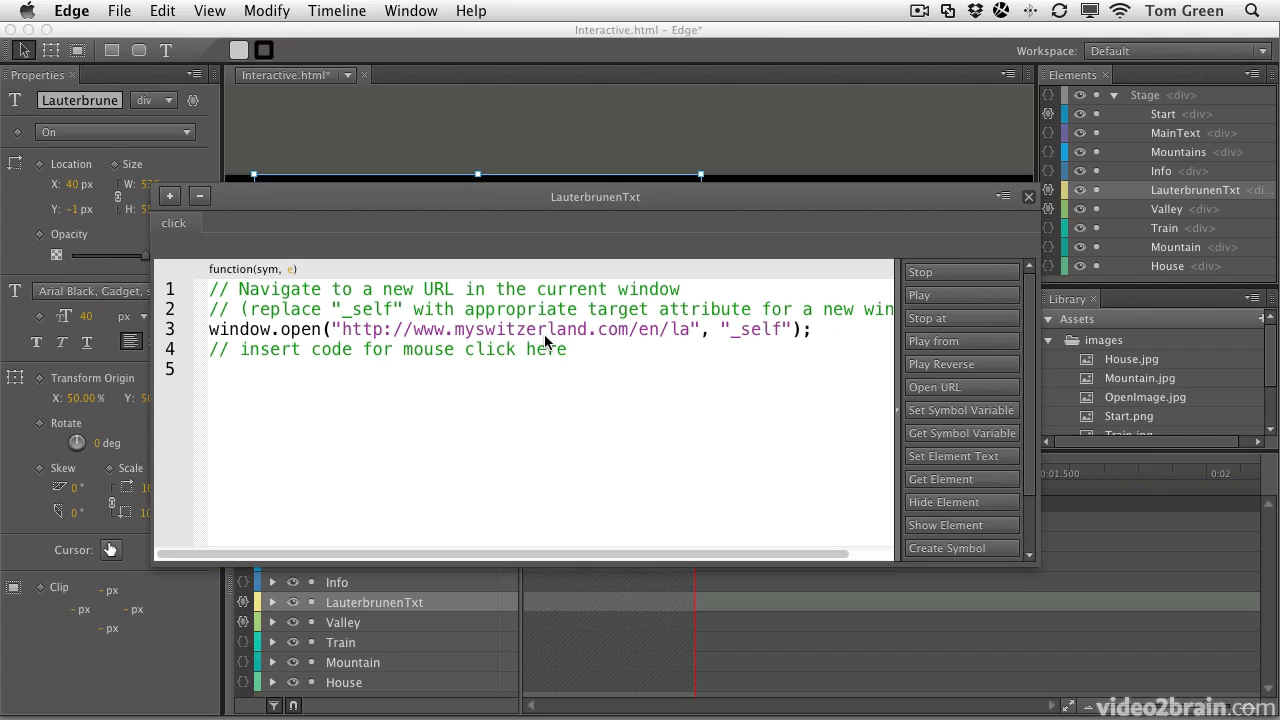 Edge File Edit View Modify Timeline Window Help Tom Green
Interactive.html – Edge*
T Workspace: Default
Properties × Interactive.html* × Elements ×
T Lauterbrune div
On
Location Size
X: 40 px W:
Y: −1 px H:
Opacity
T Arial Black, Gadget, s
T 40 px
T T T
Transform Origin
X: 50.00 % Y:
Rotate
0 deg
Skew Scale
0°
0°
Cursor:
Clip - px
- px - px
- px
LauterbrunenTxt
click
function(sym, e)
1 // Navigate to a new URL in the current window
2 // (replace "_self" with appropriate target attribute for a new win
3 window.open("http://www.myswitzerland.com/en/la", "_self");
4 // insert code for mouse click here
5
Stop
Play
Stop at
Play from
Play Reverse
Open URL
Set Symbol Variable
Get Symbol Variable
Set Element Text
Get Element
Hide Element
Show Element
Create Symbol
Stage <div>
Start <div>
MainText <div>
Mountains <div>
Info <div>
LauterbrunenTxt <di...
Valley <div>
Train <div>
Mountain <div>
House <div>
Library ×
Assets
images
House.jpg
Mountain.jpg
OpenImage.jpg
Start.png
Train.jpg
0:01.500 0:02
Info
LauterbrunenTxt
Valley
Train
Mountain
House
video2brain.com